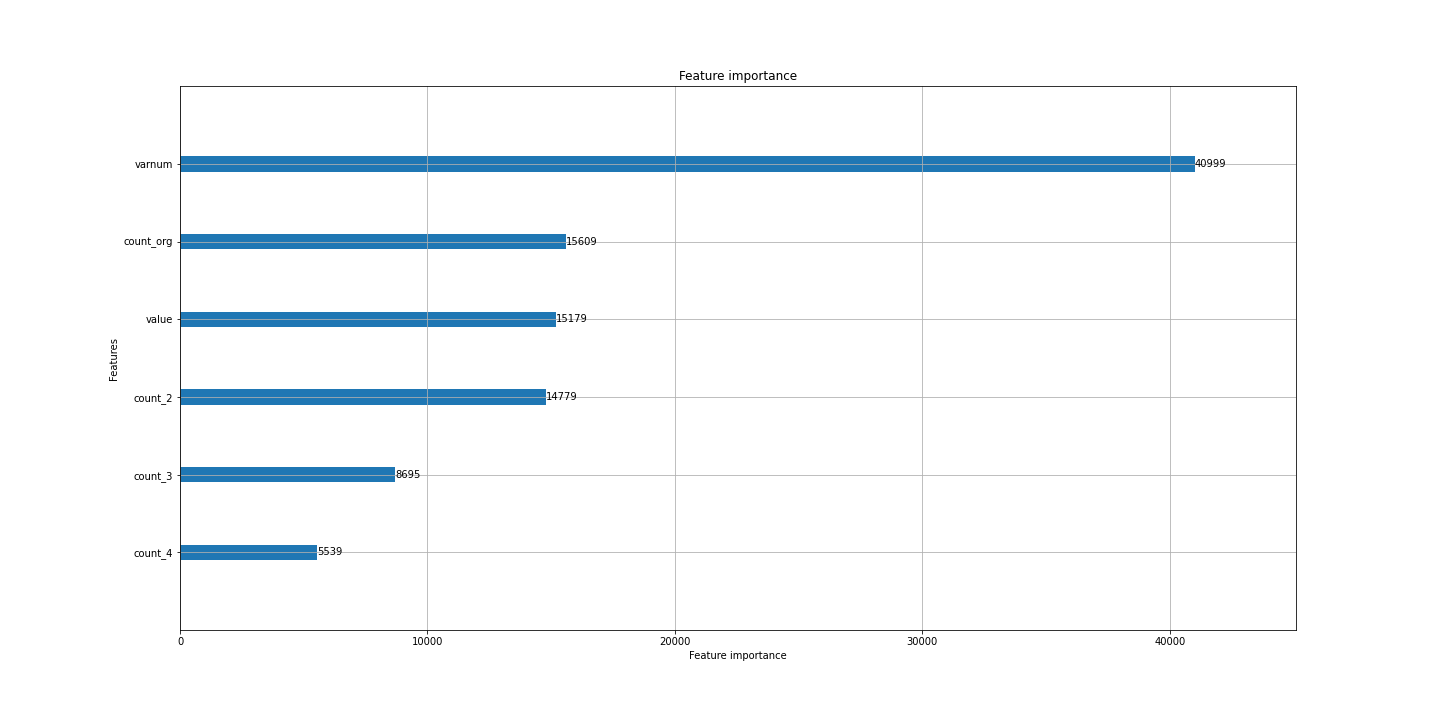 Feature importance
varnum 40999
count_org 15609
value 15179
Features
count_2 14779
count_3 8695
count_4 5539
0 10000 20000 30000 40000
Feature importance